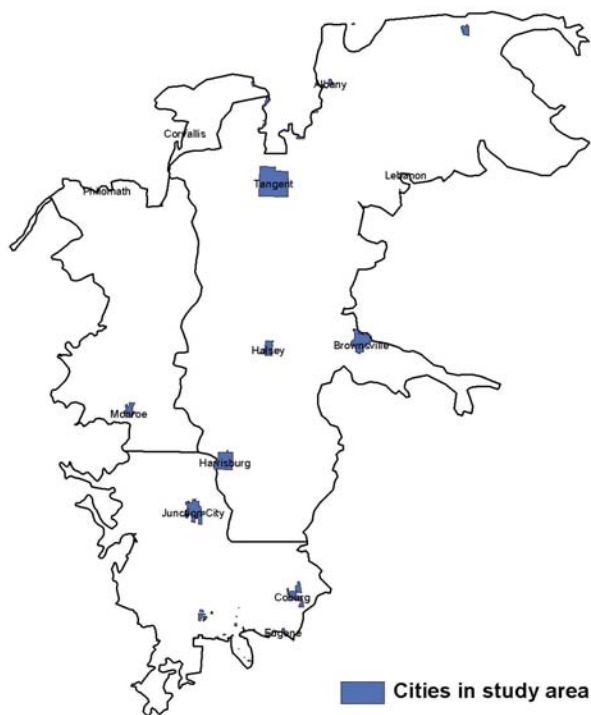 Albany
Corvallis
Tangent
Lebanon
Philomath
Halsey
Brownsville
Monroe
Harrisburg
Junction City
Coburg
Eugene
Cities in study area